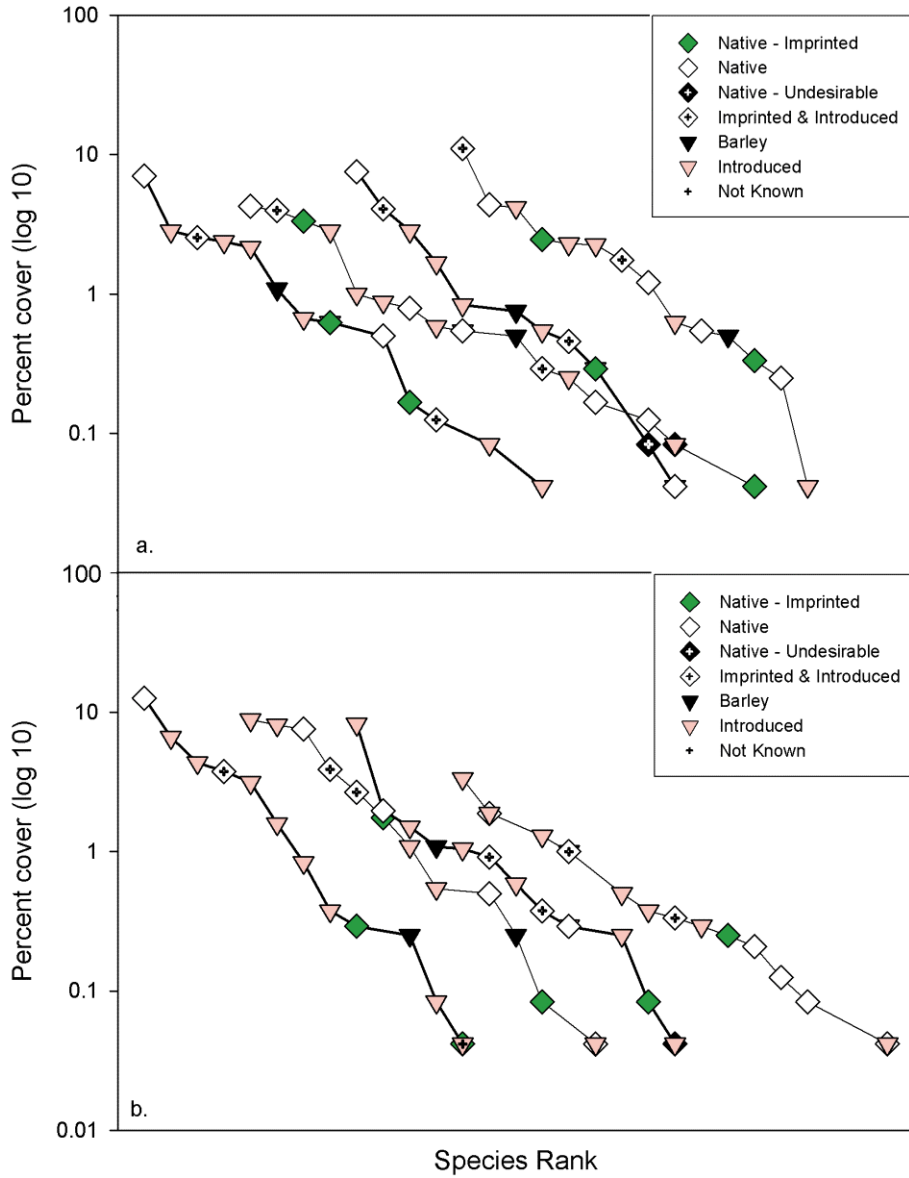 100
10
1
0.1
Percent cover (log 10)
a.
Native - Imprinted
Native
Native - Undesirable
Imprinted & Introduced
Barley
Introduced
Not Known
100
10
1
0.1
0.01
Percent cover (log 10)
b.
Native - Imprinted
Native
Native - Undesirable
Imprinted & Introduced
Barley
Introduced
Not Known
Species Rank